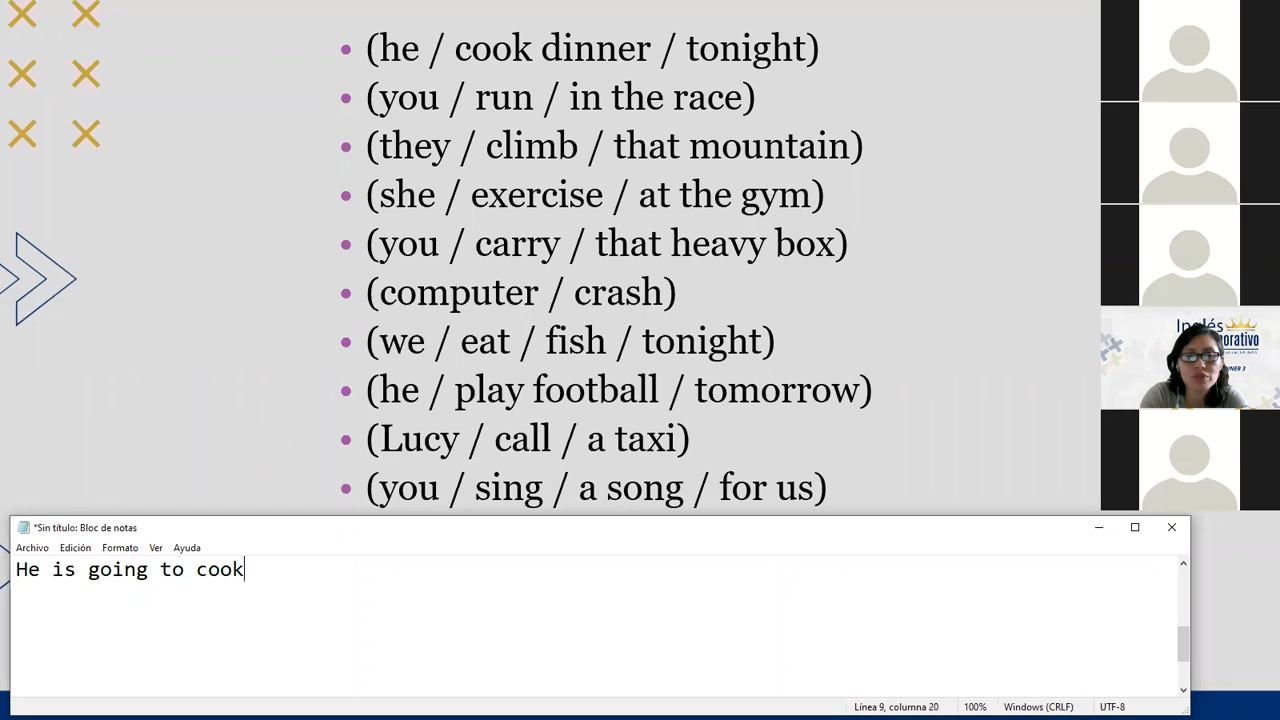 (he / cook dinner / tonight)
(you / run / in the race)
(they / climb / that mountain)
(she / exercise / at the gym)
(you / carry / that heavy box)
(computer / crash)
(we / eat / fish / tonight)
(he / play football / tomorrow)
(Lucy / call / a taxi)
(you / sing / a song / for us)
*Sin título: Bloc de notas
Archivo Edición Formato Ver Ayuda
He is going to cook
Línea 9, columna 20 100% Windows (CRLF) UTF-8